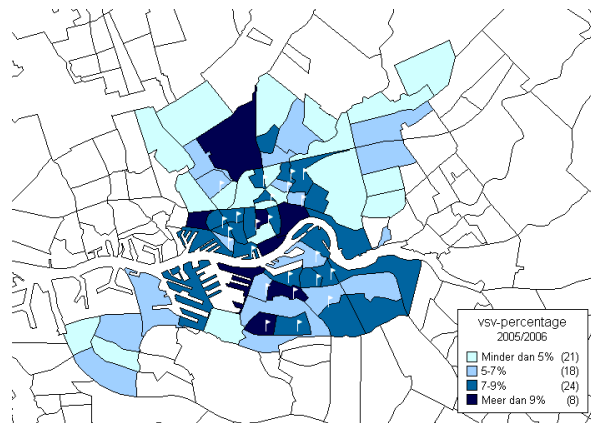 vsv-percentage
2005/2006
Minder dan 5% (21)
5-7% (18)
7-9% (24)
Meer dan 9% (8)